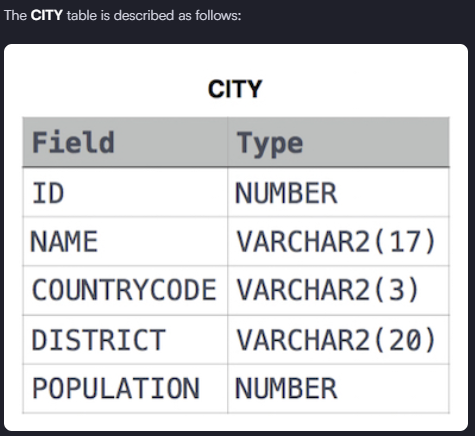 The CITY table is described as follows:
CITY
Field Type
ID NUMBER
NAME VARCHAR2(17)
COUNTRYCODE VARCHAR2(3)
DISTRICT VARCHAR2(20)
POPULATION NUMBER